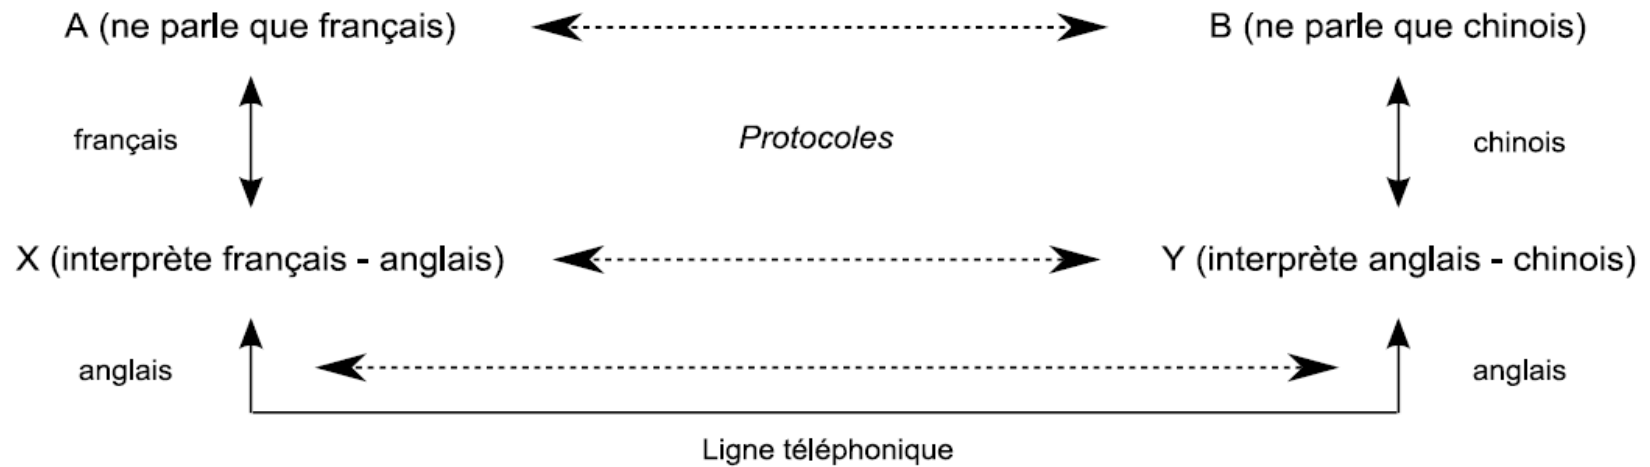 A (ne parle que français)
B (ne parle que chinois)
français
Protocoles
chinois
X (interprète français - anglais)
Y (interprète anglais - chinois)
anglais
anglais
Ligne téléphonique